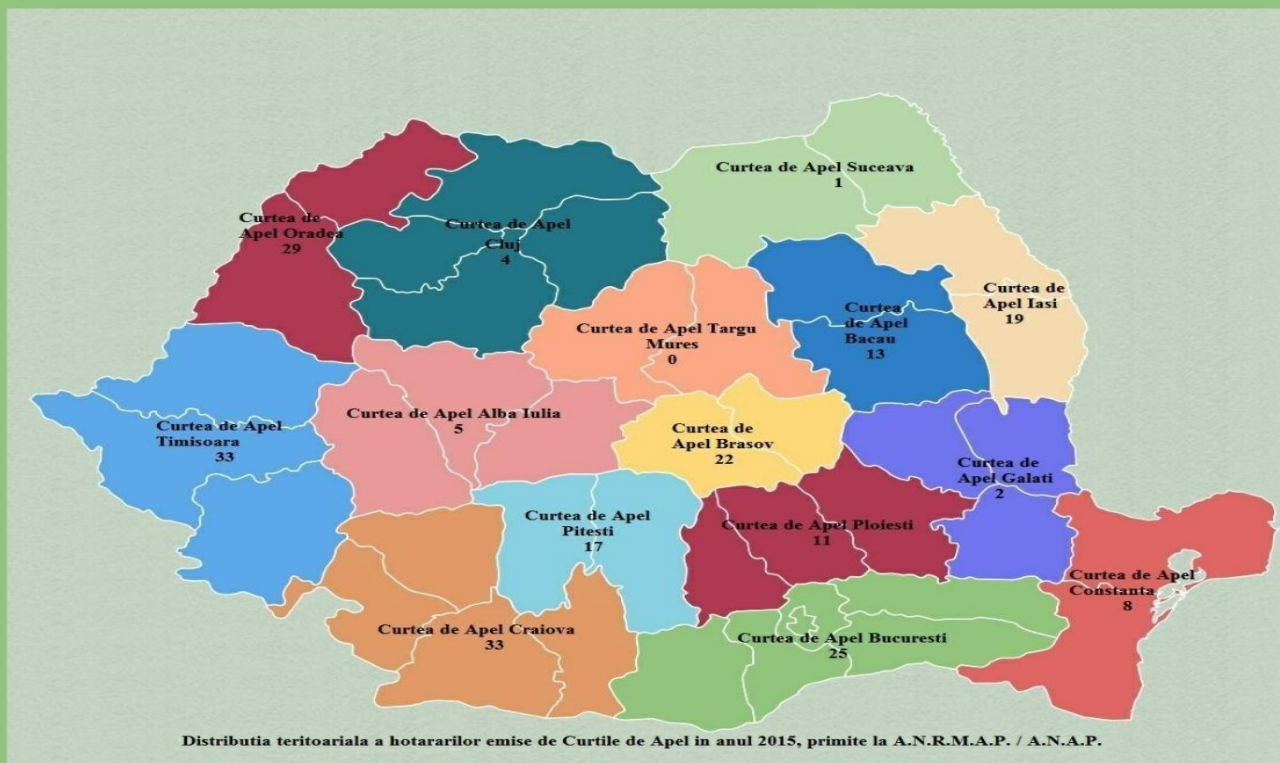 Curtea de Apel Suceava
1
Curtea de
Apel Oradea
29
Curtea de Apel
Cluj
4
Curtea de
Apel Iasi
19
Curtea
de Apel
Bacau
13
Curtea de Apel Targu
Mures
0
Curtea de Apel
Timisoara
33
Curtea de Apel Alba Iulia
5
Curtea de
Apel Brasov
22
Curtea de
Apel Galati
2
Curtea de Apel
Pitesti
17
Curtea de Apel Ploiesti
11
Curtea de Apel
Constanta
8
Curtea de Apel Craiova
33
Curtea de Apel Bucuresti
25
Distributia teritoariala a hotararilor emise de Curtile de Apel in anul 2015, primite la A.N.R.M.A.P. / A.N.A.P.